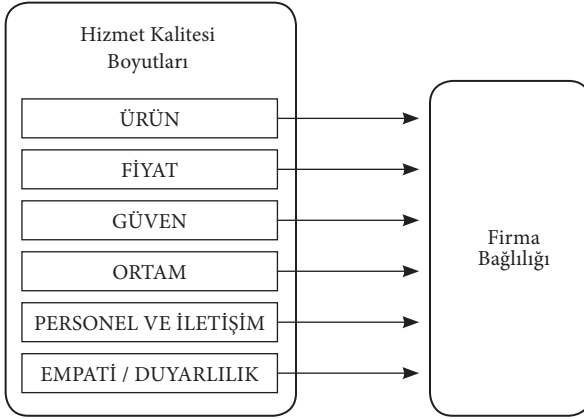 Hizmet Kalitesi
Boyutları
ÜRÜN
FİYAT
GÜVEN
ORTAM
PERSONEL VE İLETİŞİM
EMPATİ / DUYARLILIK
Firma
Bağlılığı